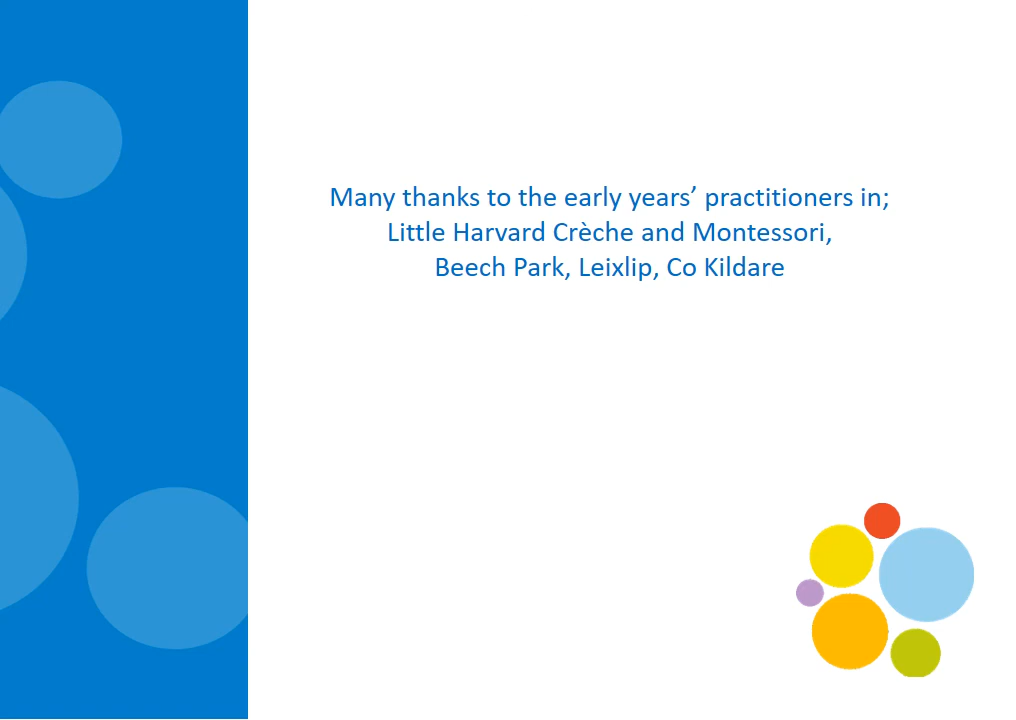 Many thanks to the early years’ practitioners in;
Little Harvard Crèche and Montessori,
Beech Park, Leixlip, Co Kildare